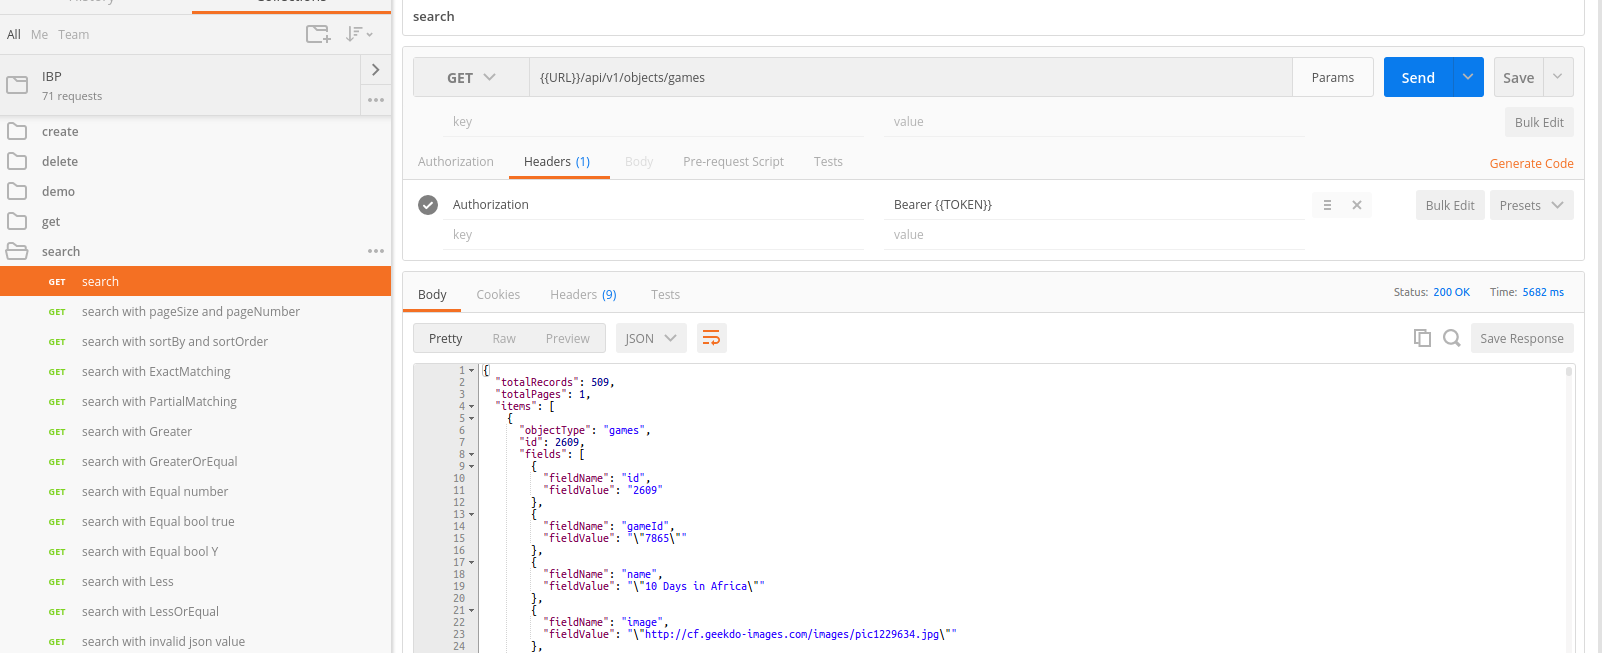 History Collections
All Me Team
IBP
71 requests
create
delete
demo
get
search
GET search
GET search with pageSize and pageNumber
GET search with sortBy and sortOrder
GET search with ExactMatching
GET search with PartialMatching
GET search with Greater
GET search with GreaterOrEqual
GET search with Equal number
GET search with Equal bool true
GET search with Equal bool Y
GET search with Less
GET search with LessOrEqual
GET search with invalid json value
search
GET {{URL}}/api/v1/objects/games Params Send Save
key value Bulk Edit
Authorization Headers (1) Body Pre-request Script Tests Generate Code
Authorization Bearer {{TOKEN}} Bulk Edit Presets
key value
Body Cookies Headers (9) Tests Status: 200 OK Time: 5682 ms
Pretty Raw Preview JSON Save Response
1 {
2 "totalRecords": 509,
3 "totalPages": 1,
4 "items": [
5 {
6 "objectType": "games",
7 "id": 2609,
8 "fields": [
9 {
10 "fieldName": "id",
11 "fieldValue": "2609"
12 },
13 {
14 "fieldName": "gameId",
15 "fieldValue": "\"7865\""
16 },
17 {
18 "fieldName": "name",
19 "fieldValue": "\"10 Days in Africa\""
20 },
21 {
22 "fieldName": "image",
23 "fieldValue": "\"http://cf.geekdo-images.com/images/pic1229634.jpg\""
24 },